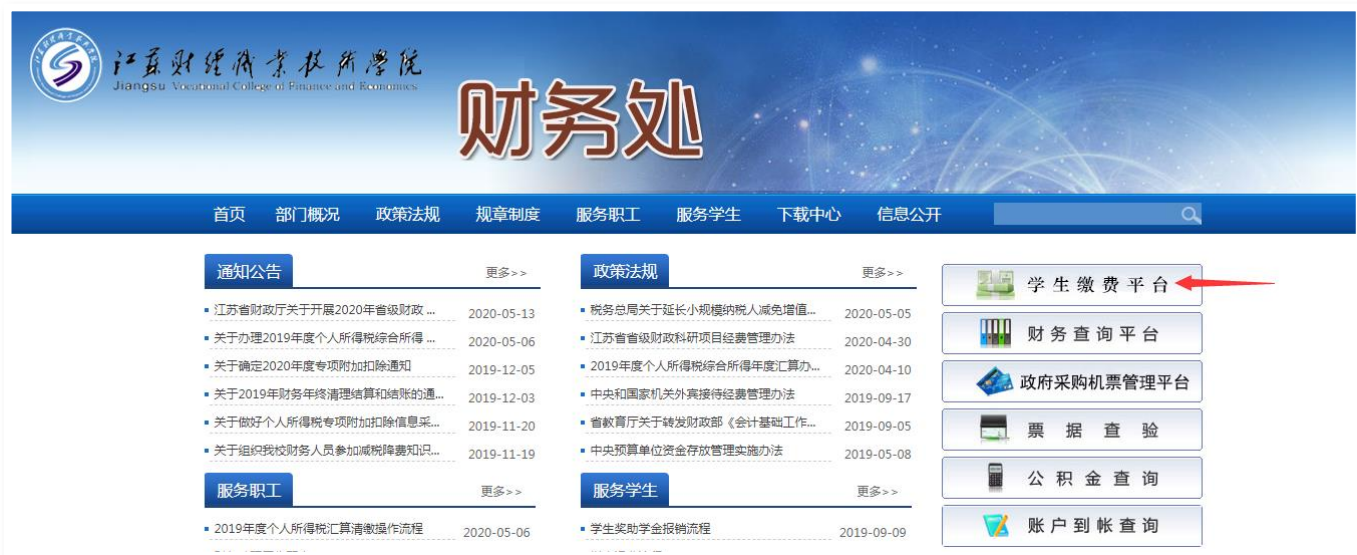 江苏财经职业技术学院
Jiangsu Vocational College of Finance and Economics
财务处
首页 部门概况 政策法规 规章制度 服务职工 服务学生 下载中心 信息公开
通知公告 更多>>
江苏省财政厅关于开展2020年省级财政 ... 2020-05-13
关于办理2019年度个人所得税综合所得 ... 2020-05-06
关于确定2020年度专项附加扣除通知 2019-12-05
关于2019年财务年终清理结算和结账的通... 2019-12-03
关于做好个人所得税专项附加扣除信息采... 2019-11-20
关于组织我校财务人员参加减税降费知识... 2019-11-19
政策法规 更多>>
税务总局关于延长小规模纳税人减免增值... 2020-05-05
江苏省省级财政科研项目经费管理办法 2020-04-30
2019年度个人所得税综合所得年度汇算办... 2020-04-10
中央和国家机关外宾接待经费管理办法 2019-09-17
省教育厅关于转发财政部《会计基础工作... 2019-09-05
中央预算单位资金存放管理实施办法 2019-05-08
学生缴费平台
财务查询平台
政府采购机票管理平台
票据查验
公积金查询
账户到帐查询
服务职工 更多>>
2019年度个人所得税汇算清缴操作流程 2020-05-06
服务学生 更多>>
学生奖助学金报销流程 2019-09-09